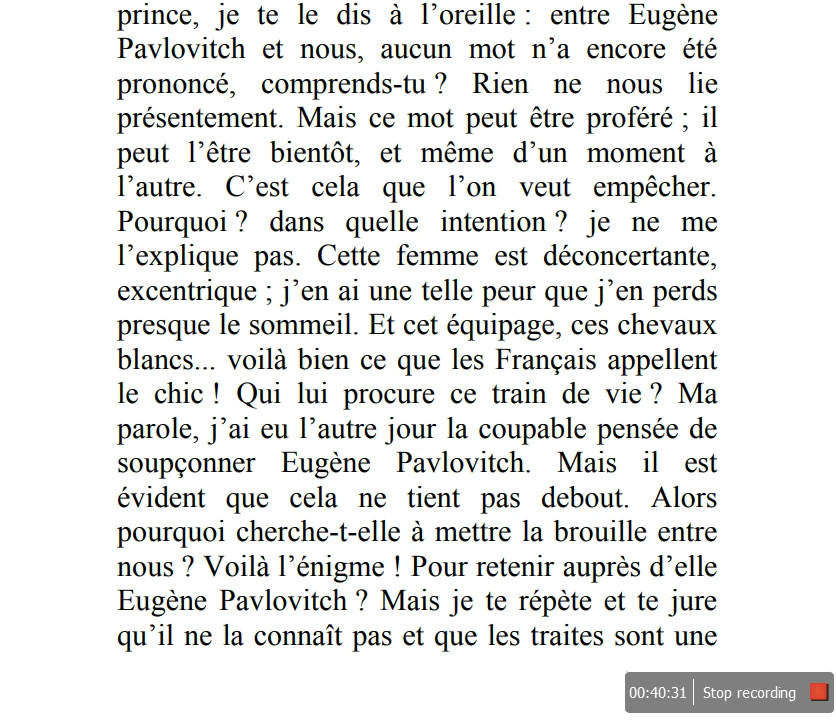 prince, je te le dis à l’oreille : entre Eugène
Pavlovitch et nous, aucun mot n’a encore été
prononcé, comprends-tu ? Rien ne nous lie
présentement. Mais ce mot peut être proféré ; il
peut l’être bientôt, et même d’un moment à
l’autre. C’est cela que l’on veut empêcher.
Pourquoi ? dans quelle intention ? je ne me
l’explique pas. Cette femme est déconcertante,
excentrique ; j’en ai une telle peur que j’en perds
presque le sommeil. Et cet équipage, ces chevaux
blancs... voilà bien ce que les Français appellent
le chic ! Qui lui procure ce train de vie ? Ma
parole, j’ai eu l’autre jour la coupable pensée de
soupçonner Eugène Pavlovitch. Mais il est
évident que cela ne tient pas debout. Alors
pourquoi cherche-t-elle à mettre la brouille entre
nous ? Voilà l’énigme ! Pour retenir auprès d’elle
Eugène Pavlovitch ? Mais je te répète et te jure
qu’il ne la connaît pas et que les traites sont une
00:40:31 Stop recording